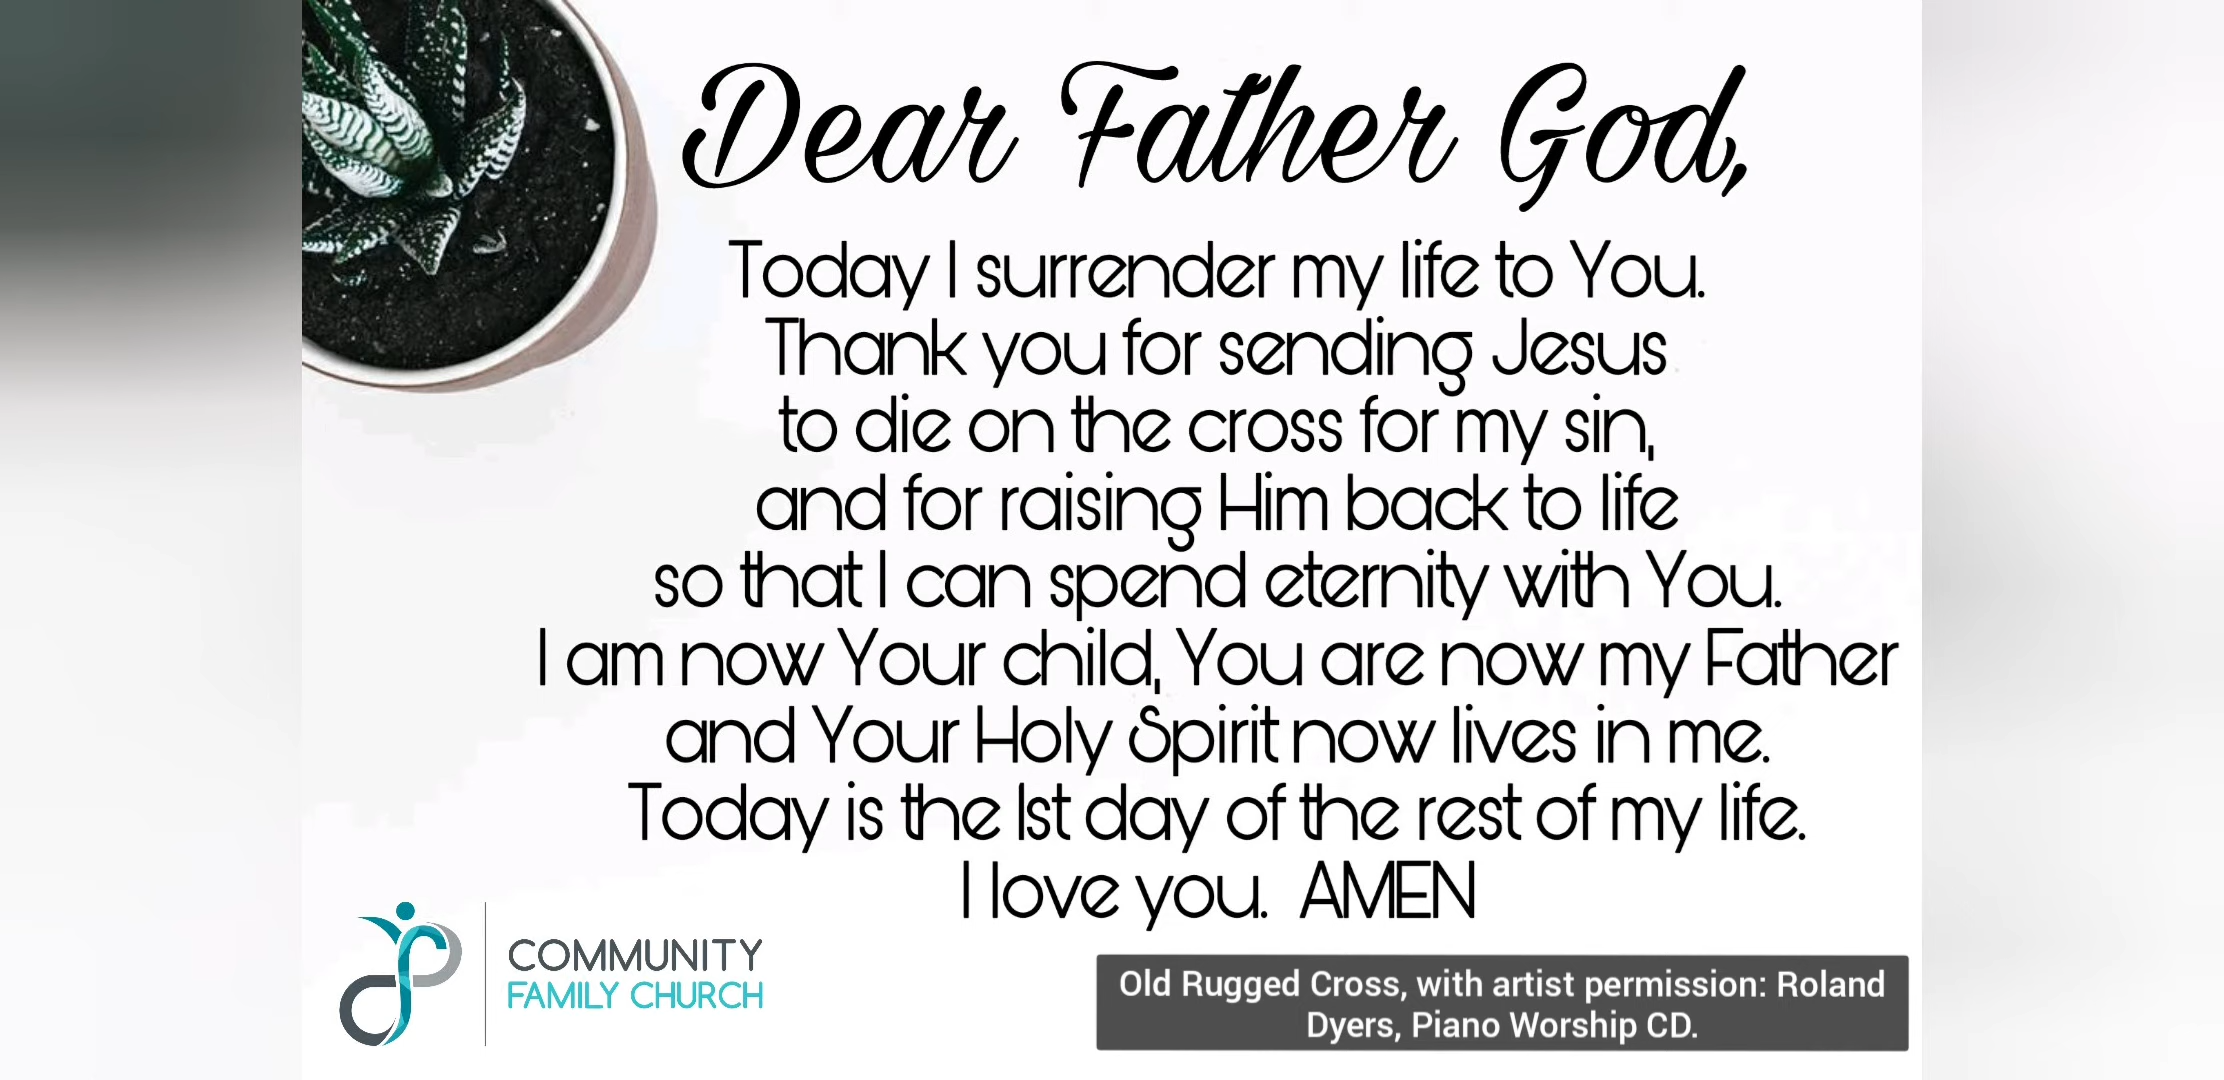 Dear Father God,
Today I surrender my life to You.
Thank you for sending Jesus
to die on the cross for my sin,
and for raising Him back to life
so that I can spend eternity with You.
I am now Your child, You are now my Father
and Your Holy Spirit now lives in me.
Today is the 1st day of the rest of my life.
I love you. AMEN
COMMUNITY
FAMILY CHURCH
Old Rugged Cross, with artist permission: Roland
Dyers, Piano Worship CD.